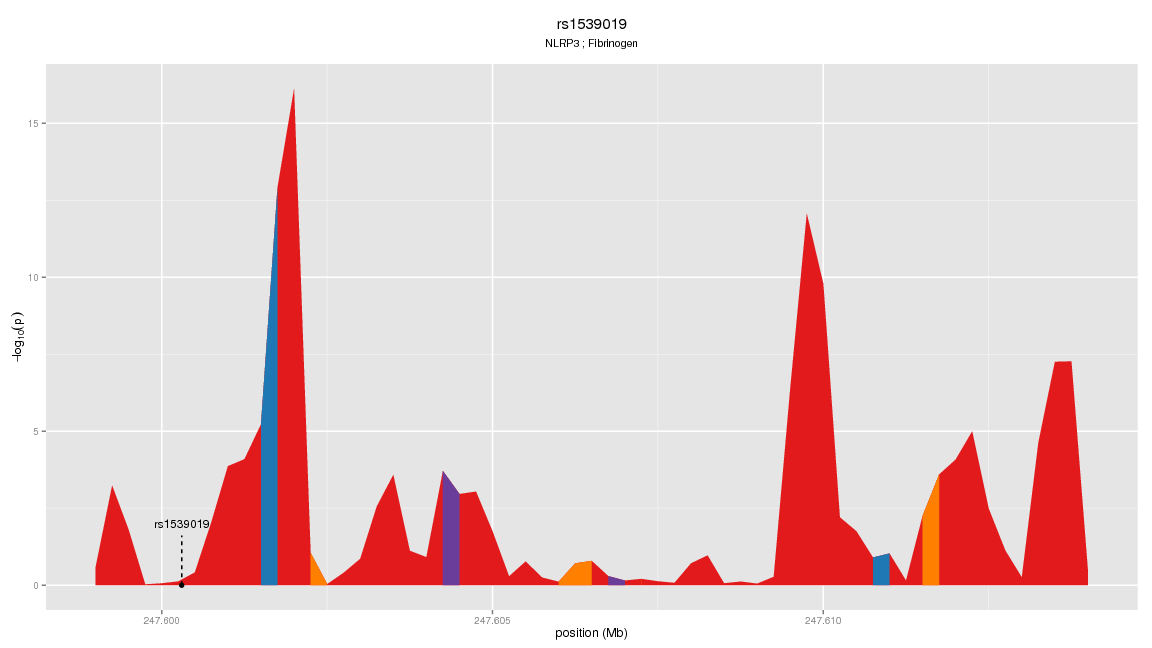 rs1539019
NLRP3 ; Fibrinogen
−log10(p)
15
10
5
0
rs1539019
247.600
247.605
247.610
position (Mb)